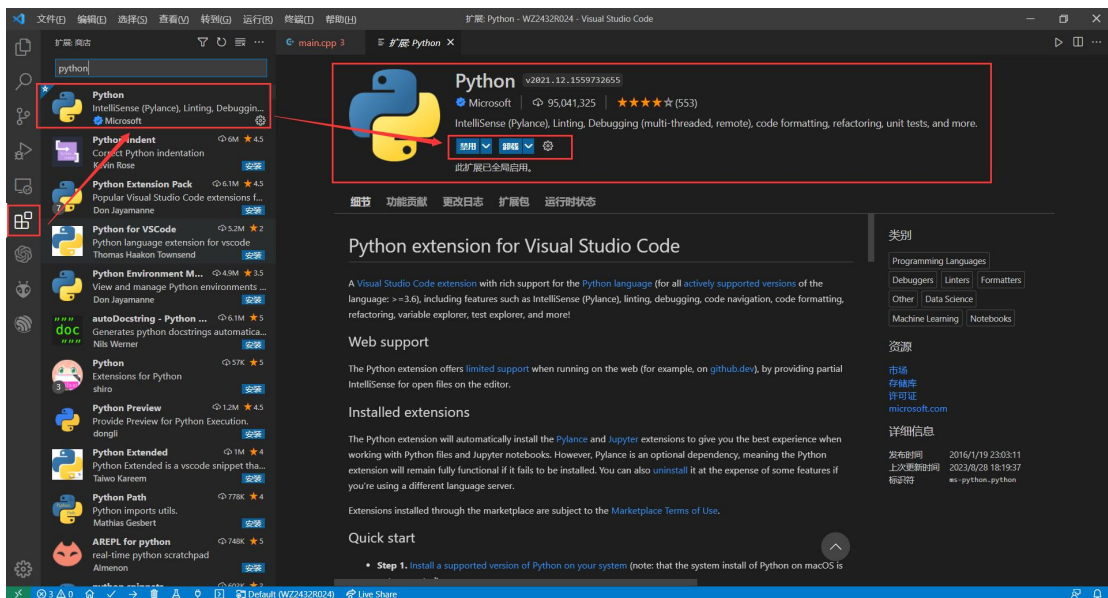 文件(F) 编辑(E) 选择(S) 查看(V) 转到(G) 运行(R) 终端(T) 帮助(H) 扩展: Python - WZ2432R024 - Visual Studio Code
扩展: 商店
main.cpp 3
扩展: Python
python
Python
IntelliSense (Pylance), Linting, Debuggin...
Microsoft
Python Indent 6M 4.5
Correct Python indentation
Kevin Rose 安装
Python Extension Pack 6.1M 4.5
Popular Visual Studio Code extensions f...
7 Don Jayamanne 安装
Python for VSCode 5.2M 2
Python language extension for vscode
Thomas Haakon Townsend 安装
Python Environment M... 4.9M 3.5
View and manage Python environments ...
Don Jayamanne 安装
autoDocstring - Python ... 6.1M 5
Generates python docstrings automatica...
Nils Werner 安装
""" doc """
Python 57K 5
Extensions for Python
3 shiro 安装
Python Preview 1.2M 4.5
Provide Preview for Python Execution.
dongli 安装
Python Extended 1M 4
Python Extended is a vscode snippet tha...
Taiwo Kareem 安装
Python Path 778K 4
Python imports utils.
Mathias Gesbert 安装
AREPL for python 748K 5
real-time python scratchpad
Almenon 安装
python snippets 602K
Python v2021.12.1559732655
Microsoft 95,041,325 (553)
IntelliSense (Pylance), Linting, Debugging (multi-threaded, remote), code formatting, refactoring, unit tests, and more.
禁用 卸载
此扩展已全局启用。
细节 功能贡献 更改日志 扩展包 运行时状态
Python extension for Visual Studio Code
A Visual Studio Code extension with rich support for the Python language (for all actively supported versions of the
language: >=3.6), including features such as IntelliSense (Pylance), linting, debugging, code navigation, code formatting,
refactoring, variable explorer, test explorer, and more!
Web support
The Python extension offers limited support when running on the web (for example, on github.dev), by providing partial
IntelliSense for open files on the editor.
Installed extensions
The Python extension will automatically install the Pylance and Jupyter extensions to give you the best experience when
working with Python files and Jupyter notebooks. However, Pylance is an optional dependency, meaning the Python
extension will remain fully functional if it fails to be installed. You can also uninstall it at the expense of some features if
you're using a different language server.
Extensions installed through the marketplace are subject to the Marketplace Terms of Use.
Quick start
• Step 1. Install a supported version of Python on your system (note: that the system install of Python on macOS is
类别
Programming Languages
Debuggers Linters Formatters
Other Data Science
Machine Learning Notebooks
资源
市场
存储库
许可证
microsoft.com
详细信息
发布时间 2016/1/19 23:03:11
上次更新时间 2023/8/28 18:19:37
标识符 ms-python.python
3 0 Default (WZ2432R024) Live Share